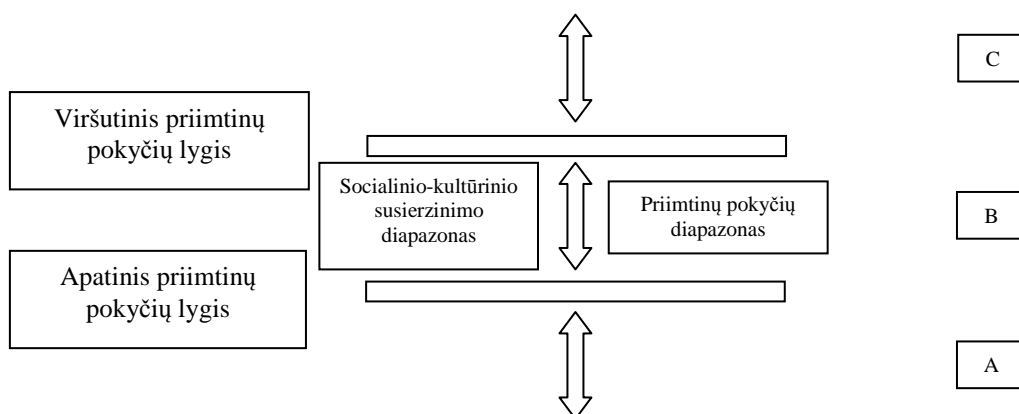 C
Viršutinis priimtinų
pokyčių lygis
Socialinio-kultūrinio
susierzinimo
diapazonas
Priimtinų pokyčių
diapazonas
B
Apatinis priimtinų
pokyčių lygis
A